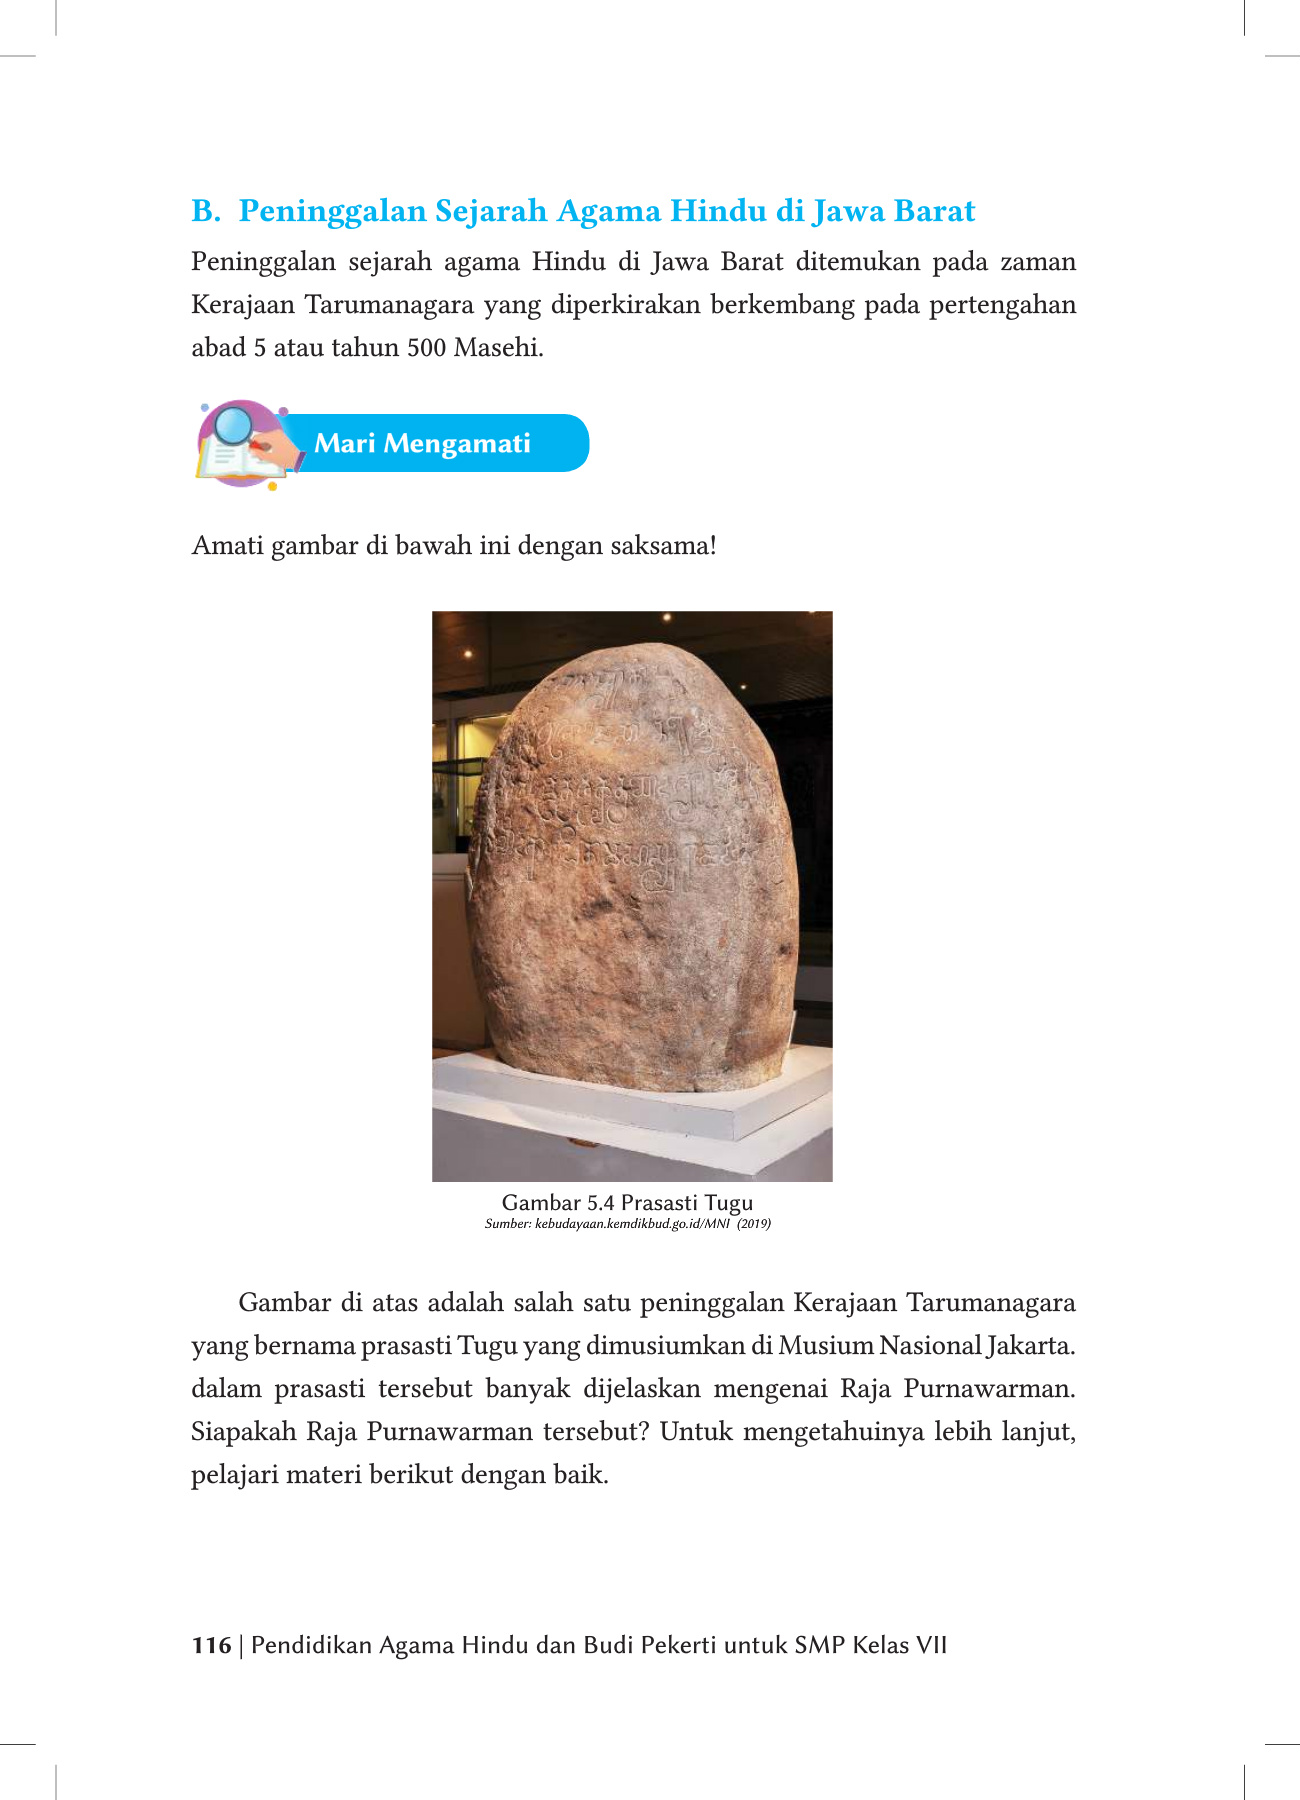 B. Peninggalan Sejarah Agama Hindu di Jawa Barat
Peninggalan sejarah agama Hindu di Jawa Barat ditemukan pada zaman
Kerajaan Tarumanagara yang diperkirakan berkembang pada pertengahan
abad 5 atau tahun 500 Masehi.
Mari Mengamati
Amati gambar di bawah ini dengan saksama!
Gambar 5.4 Prasasti Tugu
Sumber: kebudayaan.kemdikbud.go.id/MNI (2019)
Gambar di atas adalah salah satu peninggalan Kerajaan Tarumanagara
yang bernama prasasti Tugu yang dimusiumkan di Musium Nasional Jakarta.
dalam prasasti tersebut banyak dijelaskan mengenai Raja Purnawarman.
Siapakah Raja Purnawarman tersebut? Untuk mengetahuinya lebih lanjut,
pelajari materi berikut dengan baik.
116 | Pendidikan Agama Hindu dan Budi Pekerti untuk SMP Kelas VII